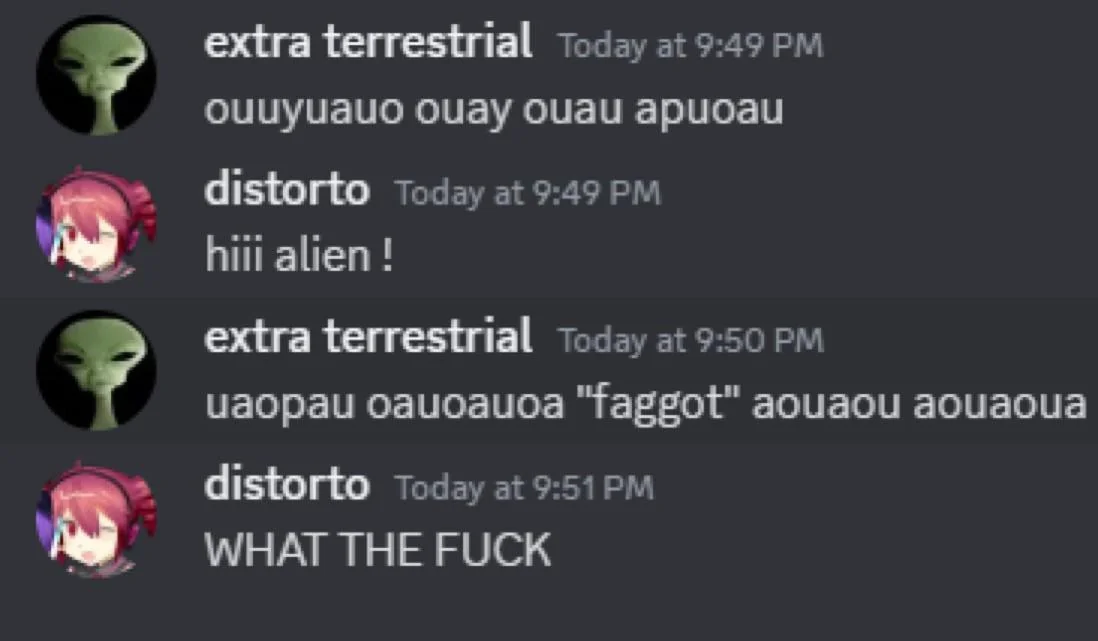 extra terrestrial Today at 9:49 PM
ouuyuauo ouay ouau apuoau
distorto Today at 9:49 PM
hiii alien !
extra terrestrial Today at 9:50 PM
uaopau oauoauoa "faggot" aouaou aouaoua
distorto Today at 9:51 PM
WHAT THE FUCK